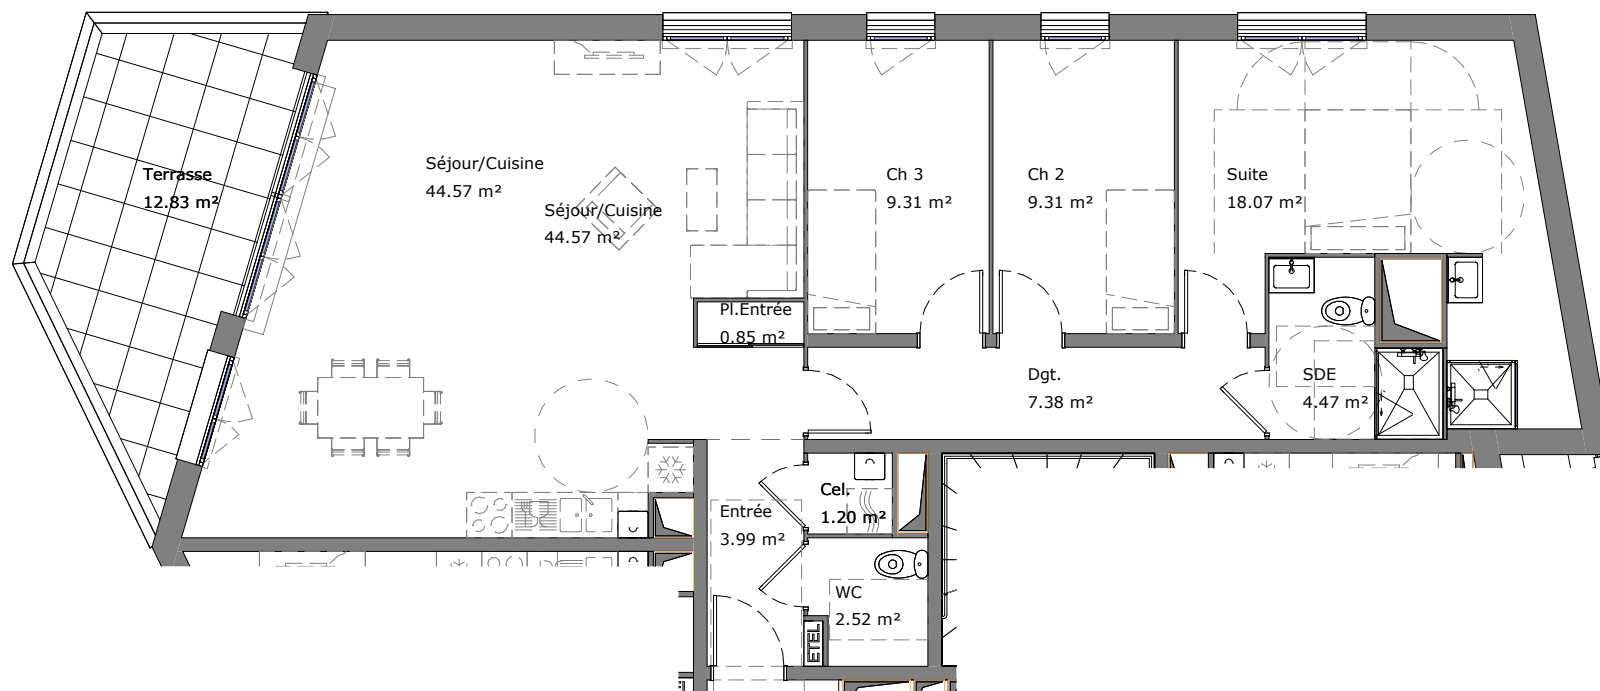 Terrasse
12.83 m²
Séjour/Cuisine
44.57 m²
Séjour/Cuisine
44.57 m²
Ch 3
9.31 m²
Ch 2
9.31 m²
Suite
18.07 m²
Pl.Entrée
0.85 m²
Dgt.
7.38 m²
SDE
4.47 m²
Entrée
3.99 m²
Cel.
1.20 m²
WC
2.52 m²
ETEL